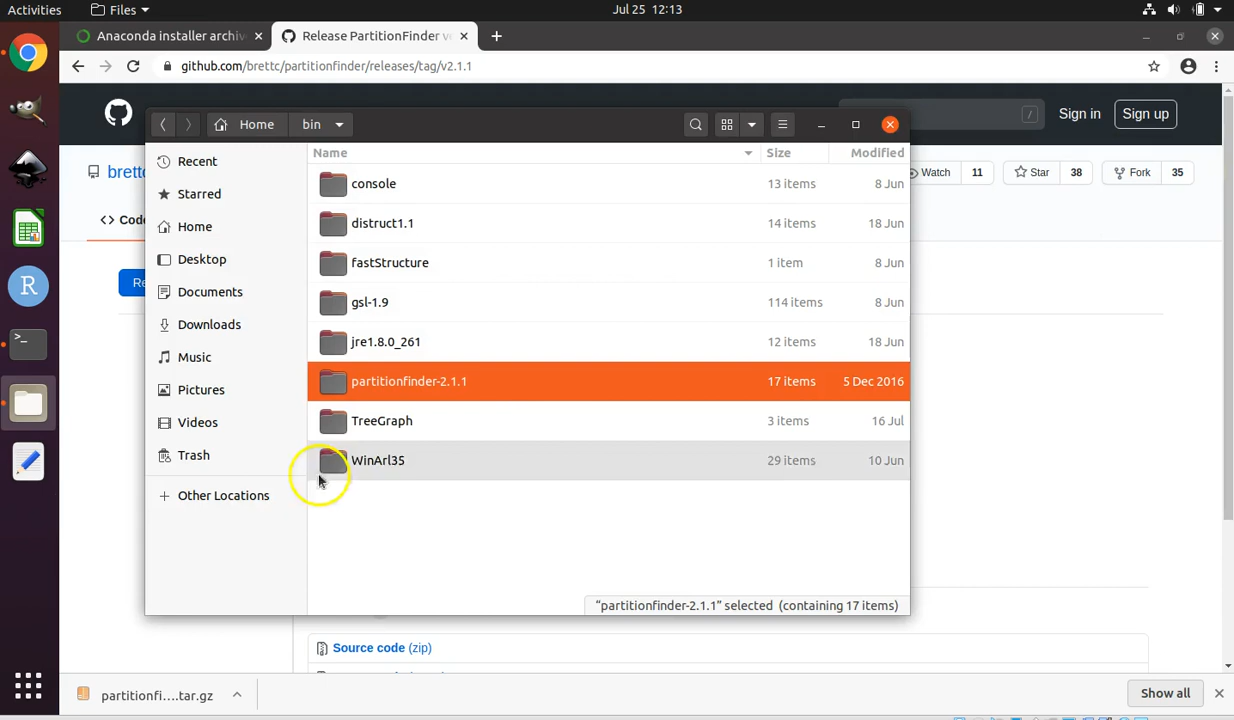 Activities Files Jul 25 12:13
Anaconda installer archiv Release PartitionFinder v
github.com/brettc/partitionfinder/releases/tag/v2.1.1
/ Sign in Sign up
Home bin
brettc Watch 11 Star 38 Fork 35
<> Code
Re
Recent
Starred
Home
Desktop
Documents
Downloads
Music
Pictures
Videos
Trash
+ Other Locations
Name Size Modified
console 13 items 8 Jun
distruct1.1 14 items 18 Jun
fastStructure 1 item 8 Jun
gsl-1.9 114 items 8 Jun
jre1.8.0_261 12 items 18 Jun
partitionfinder-2.1.1 17 items 5 Dec 2016
TreeGraph 3 items 16 Jul
WinArl35 29 items 10 Jun
“partitionfinder-2.1.1” selected (containing 17 items)
Source code (zip)
partitionfi....tar.gz Show all